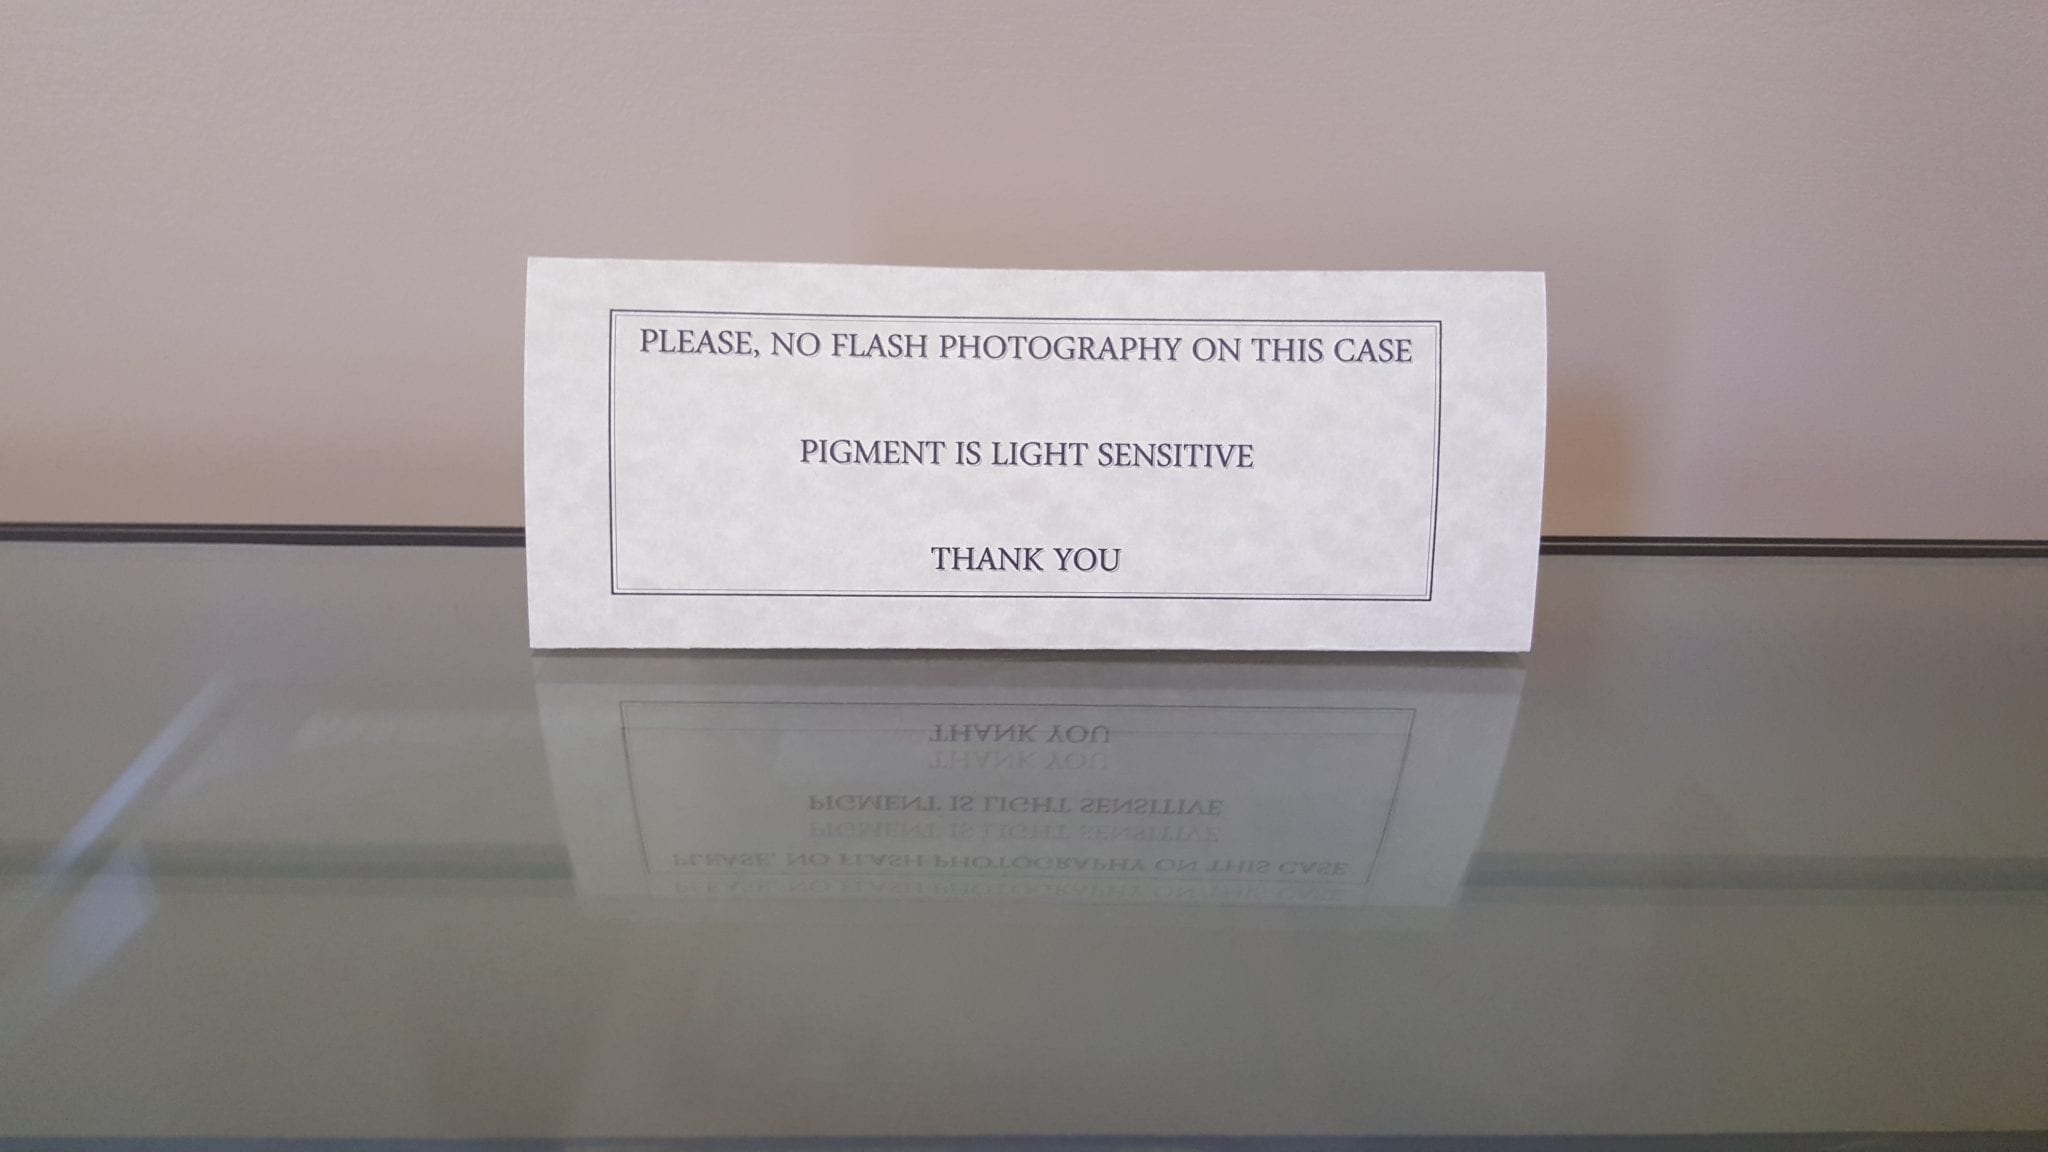 PLEASE, NO FLASH PHOTOGRAPHY ON THIS CASE
PIGMENT IS LIGHT SENSITIVE
THANK YOU